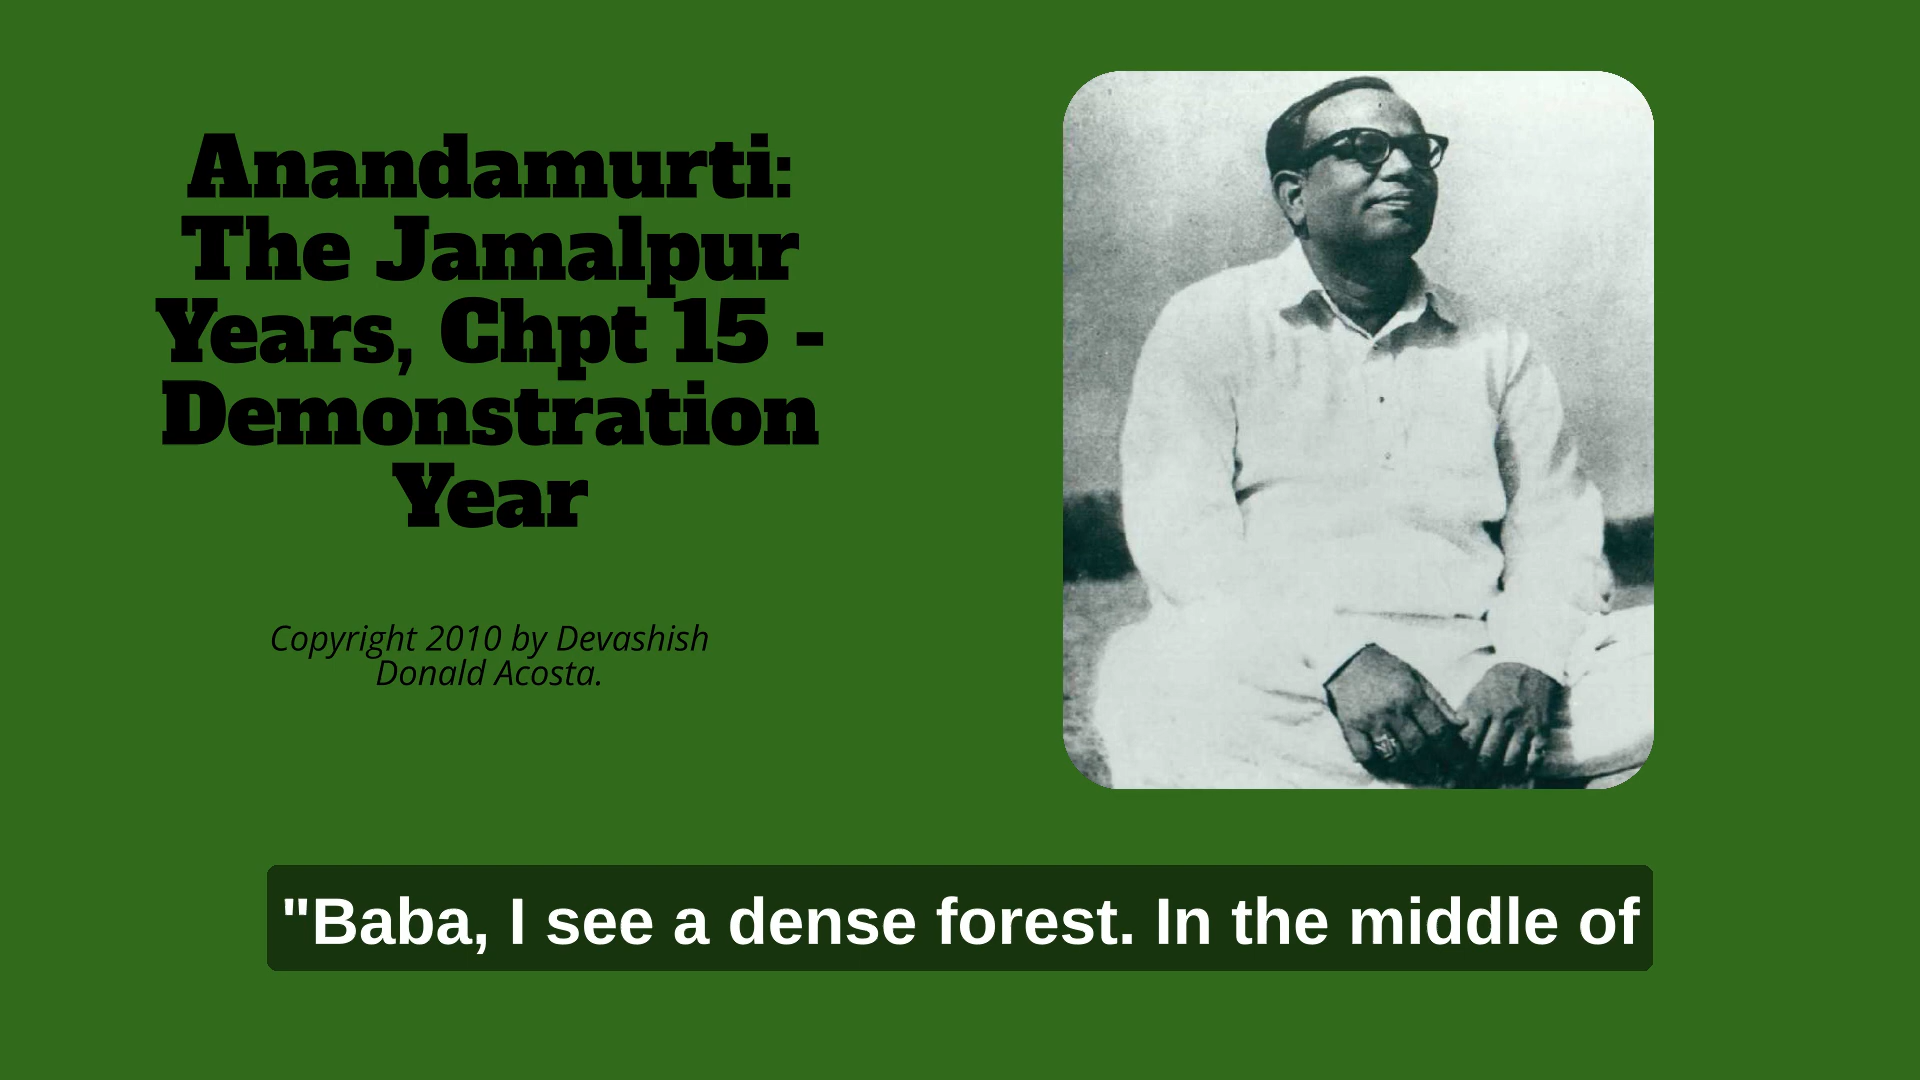 Anandamurti:
The Jamalpur
Years, Chpt 15 -
Demonstration
Year
Copyright 2010 by Devashish
Donald Acosta.
"Baba, I see a dense forest. In the middle of